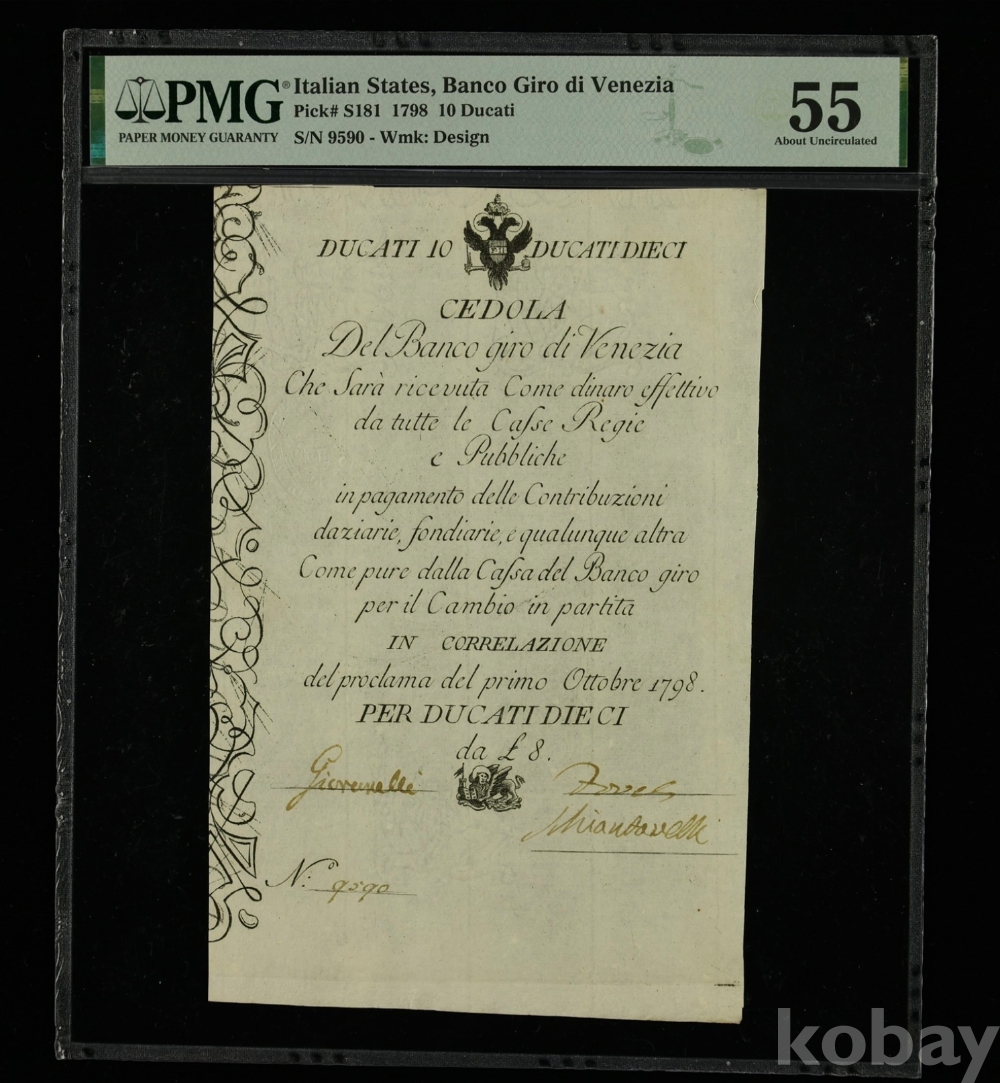 PMG® Italian States, Banco Giro di Venezia
Pick# S181 1798 10 Ducati
PAPER MONEY GUARANTY S/N 9590 - Wmk: Design
55
About Uncirculated
DUCATI 10 DUCATI DIECI
CEDOLA
Del Banco giro di Venezia
Che Sarà ricevuta Come dinaro effettivo
da tutte le Caſse Regie
e Pubbliche
in pagamento delle Contribuzioni
daziarie, fondiarie, e qualunque altra
Come pure dalla Caſsa del Banco giro
per il Cambio in partita
IN CORRELAZIONE
del proclama del primo Ottobre 1798.
PER DUCATI DIECI
da £ 8.
Giovanelli
N.º 9590
kobay